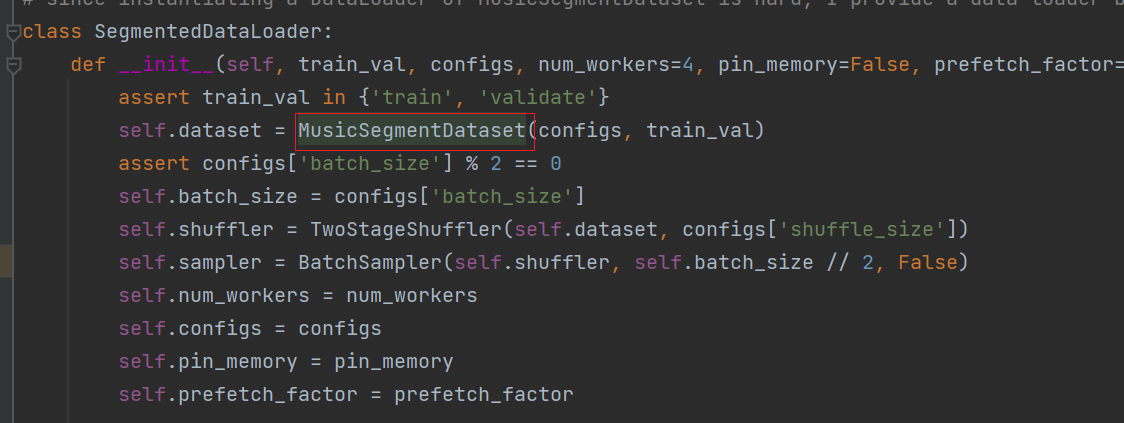 # since instantiating a DataLoader of MusicSegmentDataset is hard, I provide a data loader b
class SegmentedDataLoader:
def __init__(self, train_val, configs, num_workers=4, pin_memory=False, prefetch_factor=
assert train_val in {'train', 'validate'}
self.dataset = MusicSegmentDataset(configs, train_val)
assert configs['batch_size'] % 2 == 0
self.batch_size = configs['batch_size']
self.shuffler = TwoStageShuffler(self.dataset, configs['shuffle_size'])
self.sampler = BatchSampler(self.shuffler, self.batch_size // 2, False)
self.num_workers = num_workers
self.configs = configs
self.pin_memory = pin_memory
self.prefetch_factor = prefetch_factor